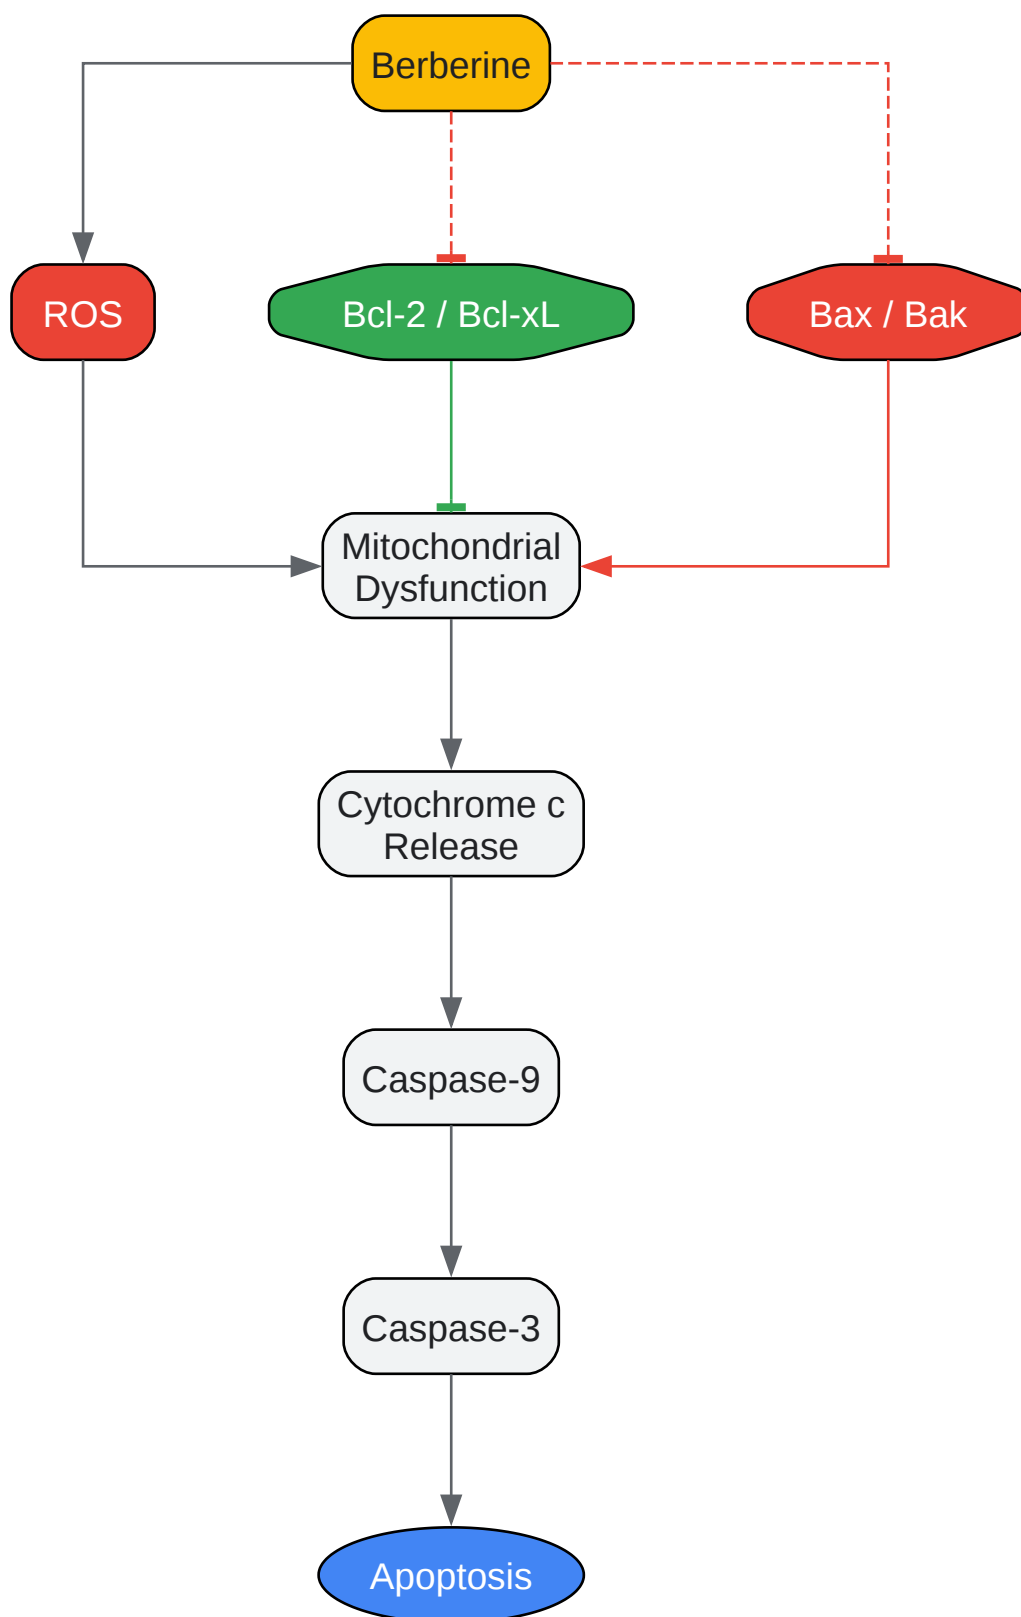 Berberine
ROS
Bcl-2 / Bcl-xL
Bax / Bak
Mitochondrial
Dysfunction
Cytochrome c
Release
Caspase-9
Caspase-3
Apoptosis